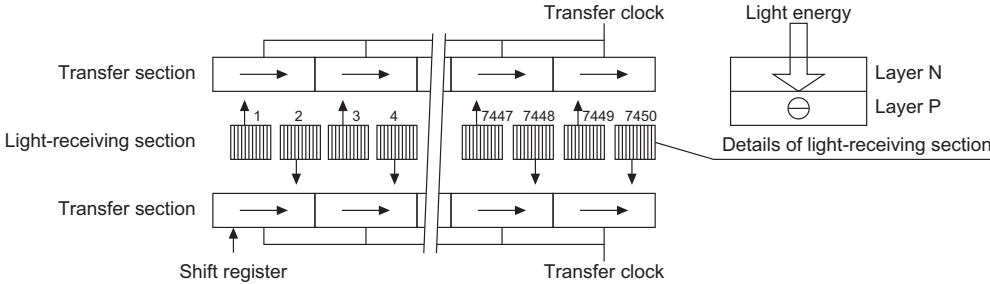 Transfer clock
Light energy
Transfer section
Layer N
Layer P
1 2 3 4 7447 7448 7449 7450
Light-receiving section
Details of light-receiving section
Transfer section
Shift register
Transfer clock